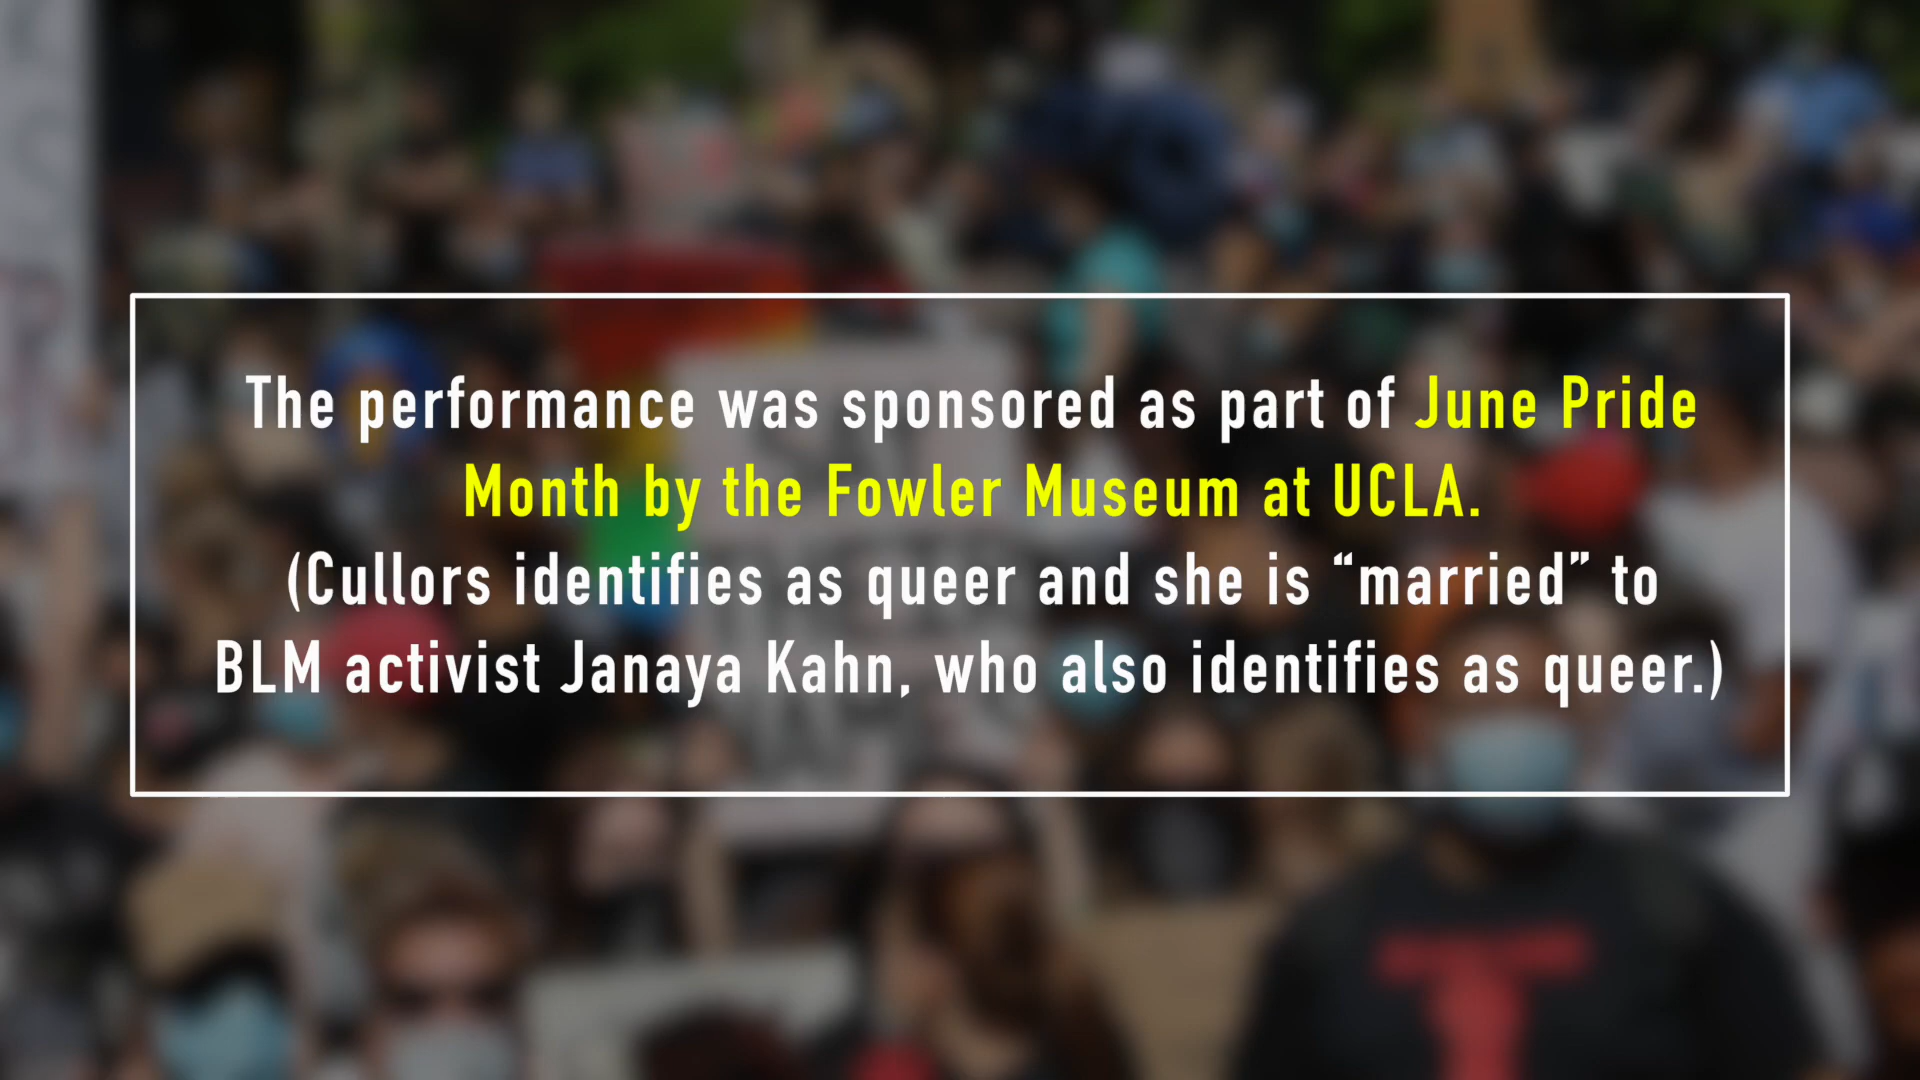 The performance was sponsored as part of June Pride
Month by the Fowler Museum at UCLA.
(Cullors identifies as queer and she is “married” to
BLM activist Janaya Kahn, who also identifies as queer.)